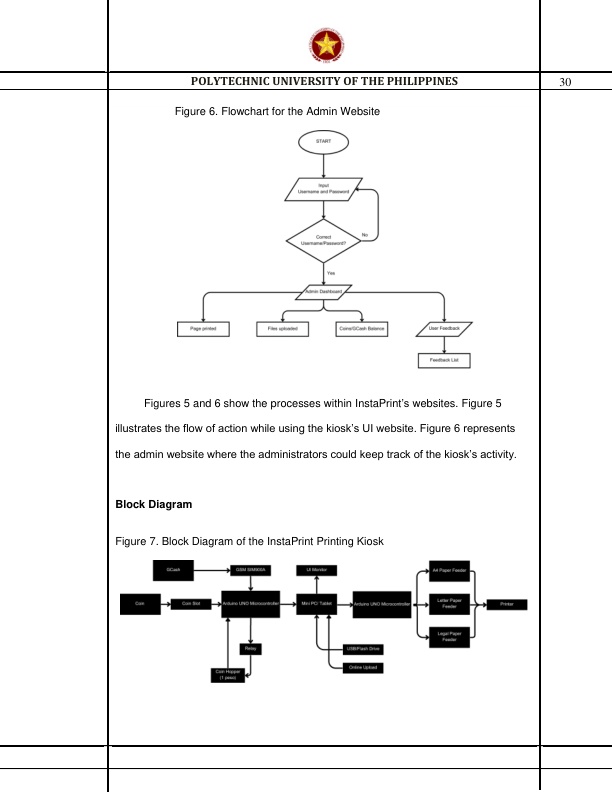 POLYTECHNIC UNIVERSITY OF THE PHILIPPINES
30
Figure 6. Flowchart for the Admin Website
START
Input
Username and Password
Correct
Username/Password?
No
Yes
Admin Dashboard
Page printed
Files uploaded
Coins/GCash Balance
User Feedback
Feedback List
Figures 5 and 6 show the processes within InstaPrint’s websites. Figure 5
illustrates the flow of action while using the kiosk’s UI website. Figure 6 represents
the admin website where the administrators could keep track of the kiosk’s activity.
Block Diagram
Figure 7. Block Diagram of the InstaPrint Printing Kiosk
GCash
GSM SIM900A
UI Monitor
A4 Paper Feeder
Coin
Coin Slot
Arduino UNO Microcontroller
Mini PC/ Tablet
Arduino UNO Microcontroller
Letter Paper
Feeder
Printer
Legal Paper
Feeder
Relay
USB/Flash Drive
Online Upload
Coin Hopper
(1 peso)